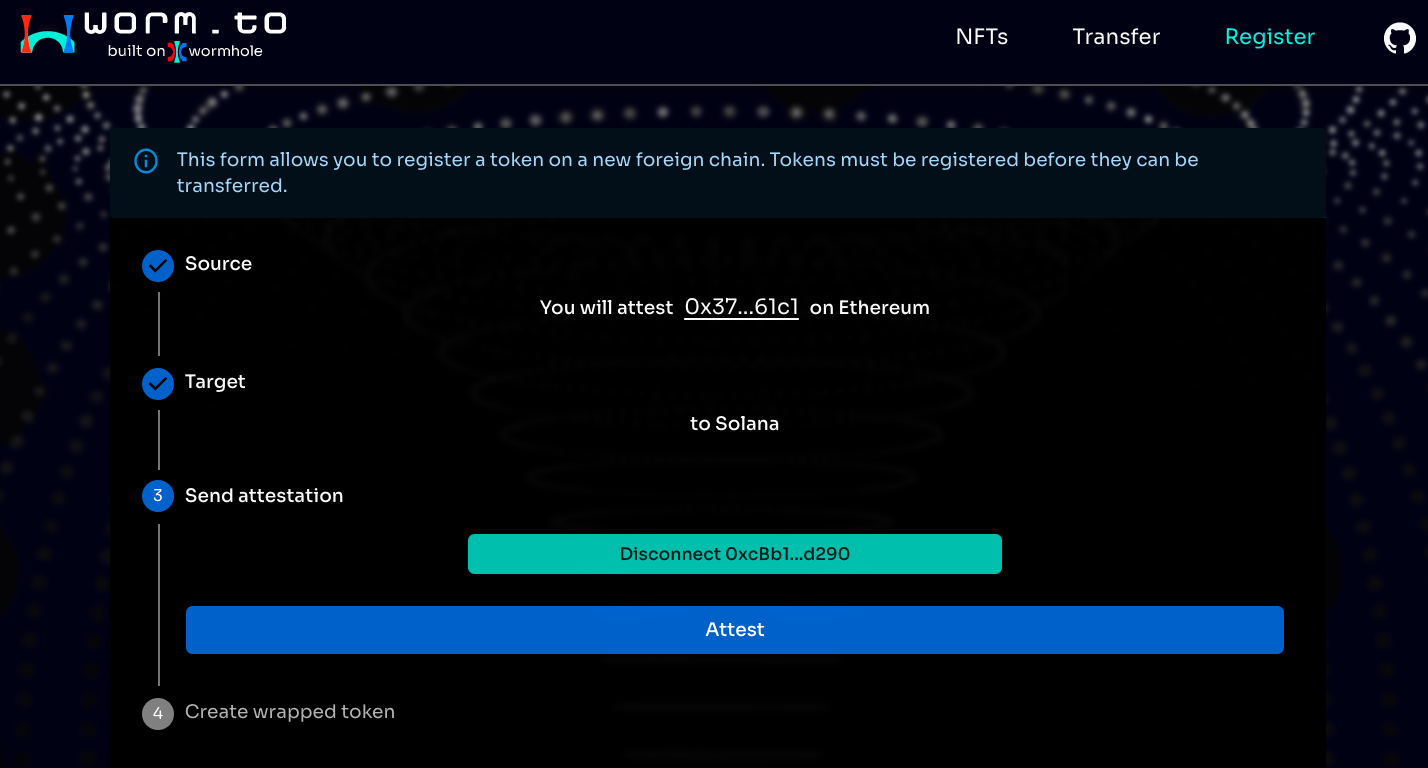 worm.to
built on wormhole
NFTs
Transfer
Register
This form allows you to register a token on a new foreign chain. Tokens must be registered before they can be
transferred.
Source
You will attest 0x37...61c1 on Ethereum
Target
to Solana
3 Send attestation
Disconnect 0xcBb1...d290
Attest
4 Create wrapped token